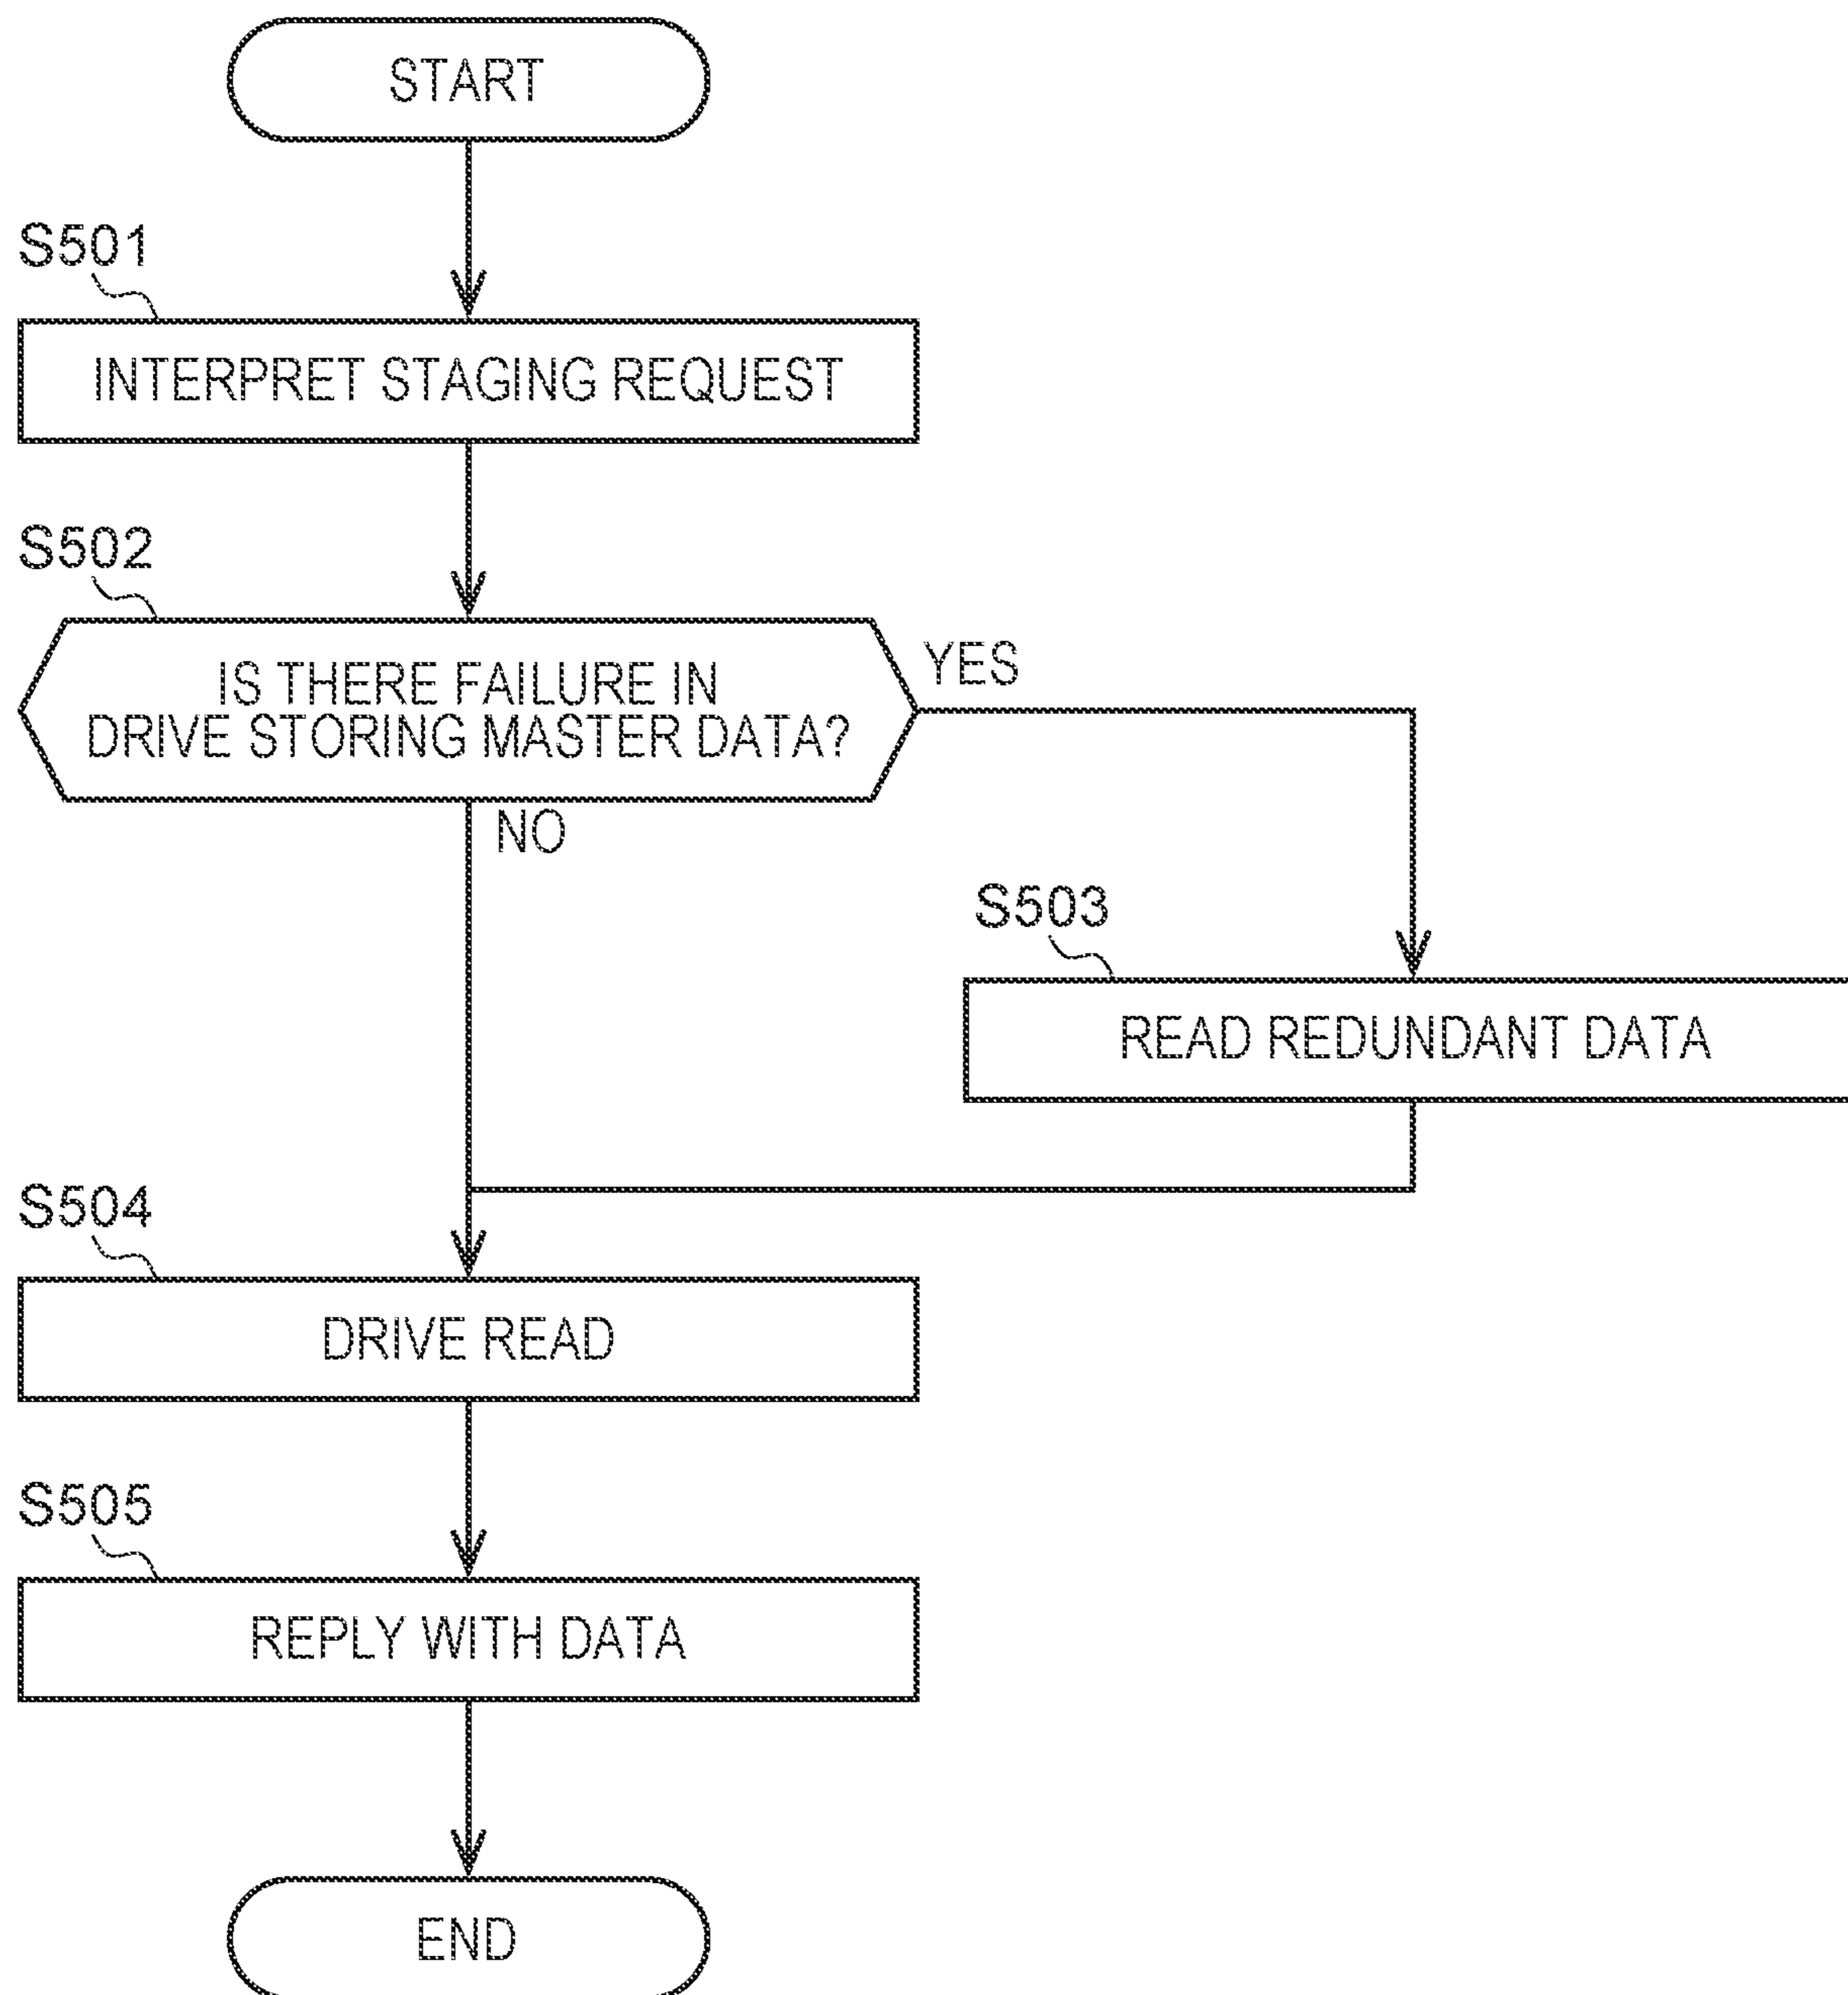 START
S501
INTERPRET STAGING REQUEST
S502
IS THERE FAILURE IN
DRIVE STORING MASTER DATA?
YES
NO
S503
READ REDUNDANT DATA
S504
DRIVE READ
S505
REPLY WITH DATA
END